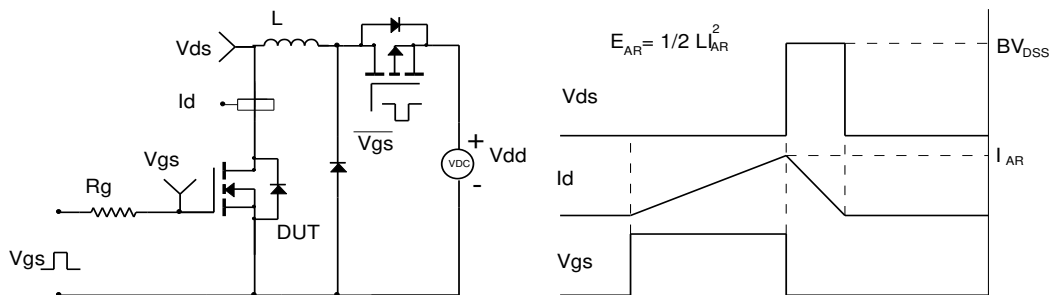 L
Vds
Id
Vgs
Rg
Vgs
DUT
Vgs
+
VDC
-
Vdd
E_AR= 1/2 LI_AR^2
BV_DSS
Vds
I_AR
Id
Vgs